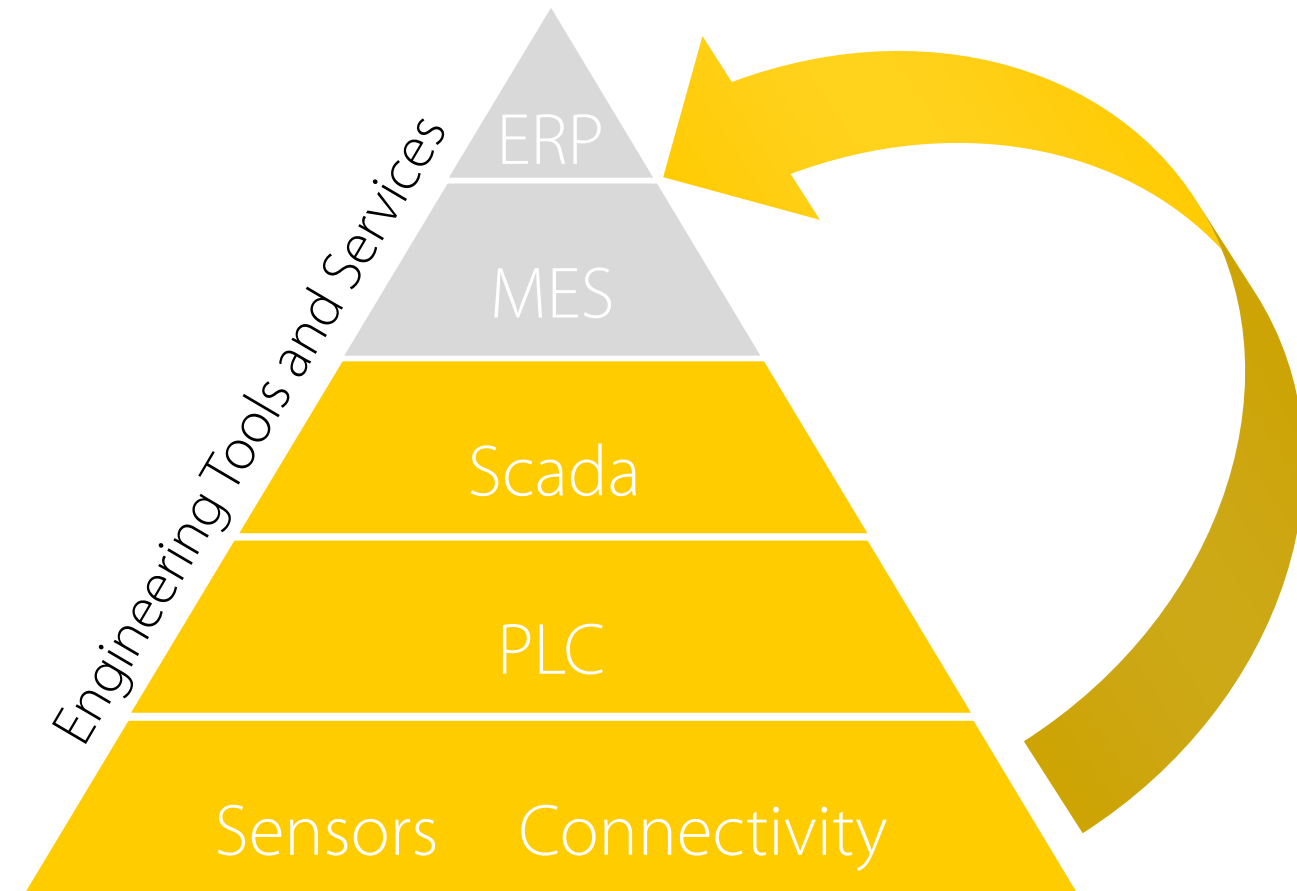 ERP
MES
Scada
PLC
Sensors Connectivity
Engineering Tools and Services